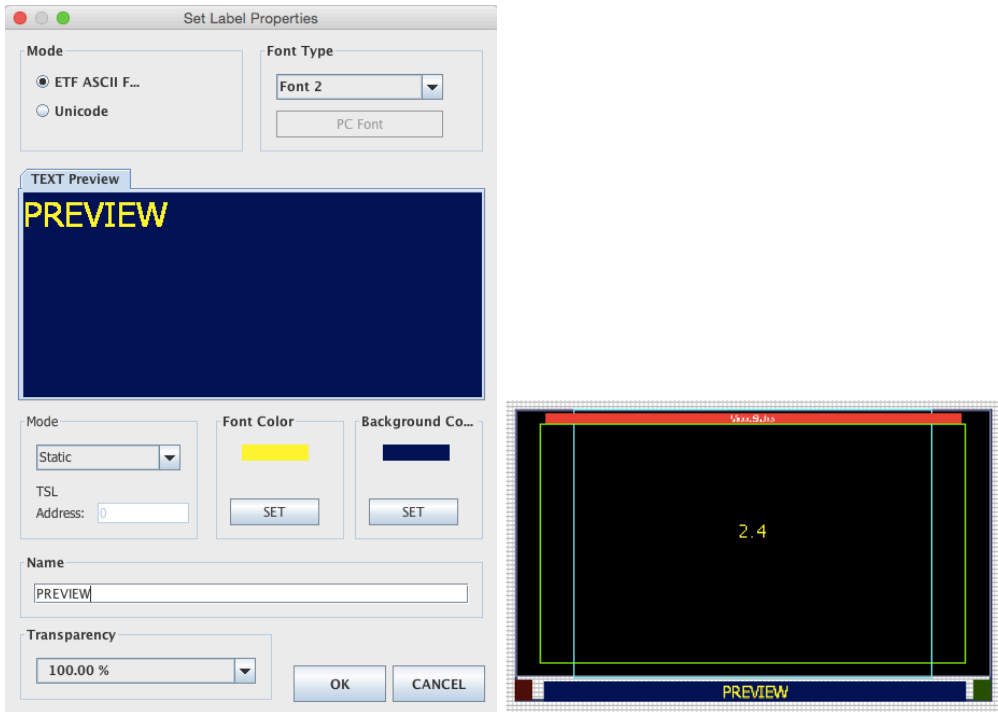 Set Label Properties
Mode
ETF ASCII F...
Unicode
Font Type
Font 2
PC Font
TEXT Preview
PREVIEW
Mode
Static
TSL
Address: 0
Font Color
SET
Background Co...
SET
Name
PREVIEW
Transparency
100.00 %
OK
CANCEL
2.4
PREVIEW